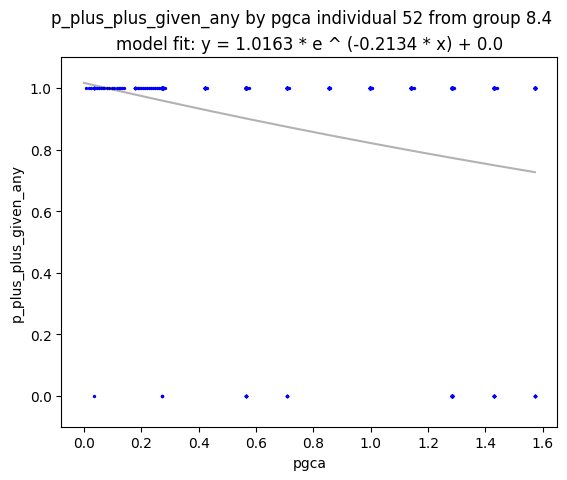 p_plus_plus_given_any by pgca individual 52 from group 8.4
model fit: y = 1.0163 * e ^ (-0.2134 * x) + 0.0
1.0
0.8
0.6
0.4
0.2
0.0
p_plus_plus_given_any
0.0 0.2 0.4 0.6 0.8 1.0 1.2 1.4 1.6
pgca